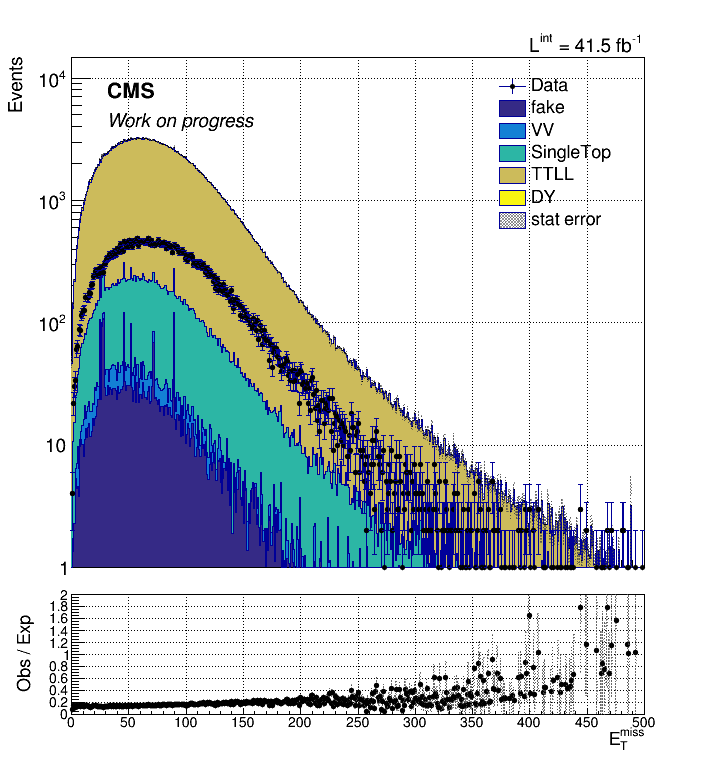 L^int = 41.5 fb^-1
Events
CMS
Work on progress
Data
fake
VV
SingleTop
TTLL
DY
stat error
10^4
10^3
10^2
10
1
Obs / Exp
2
1.8
1.6
1.4
1.2
1
0.8
0.6
0.4
0.2
0
0 50 100 150 200 250 300 350 400 450 500
E_T^miss